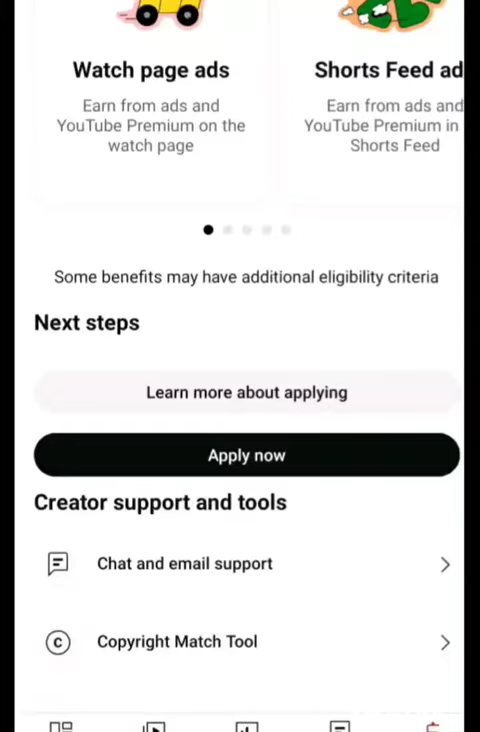 Watch page ads
Earn from ads and
YouTube Premium on the
watch page
Shorts Feed ad
Earn from ads and
YouTube Premium in
Shorts Feed
Some benefits may have additional eligibility criteria
Next steps
Learn more about applying
Apply now
Creator support and tools
Chat and email support
Copyright Match Tool